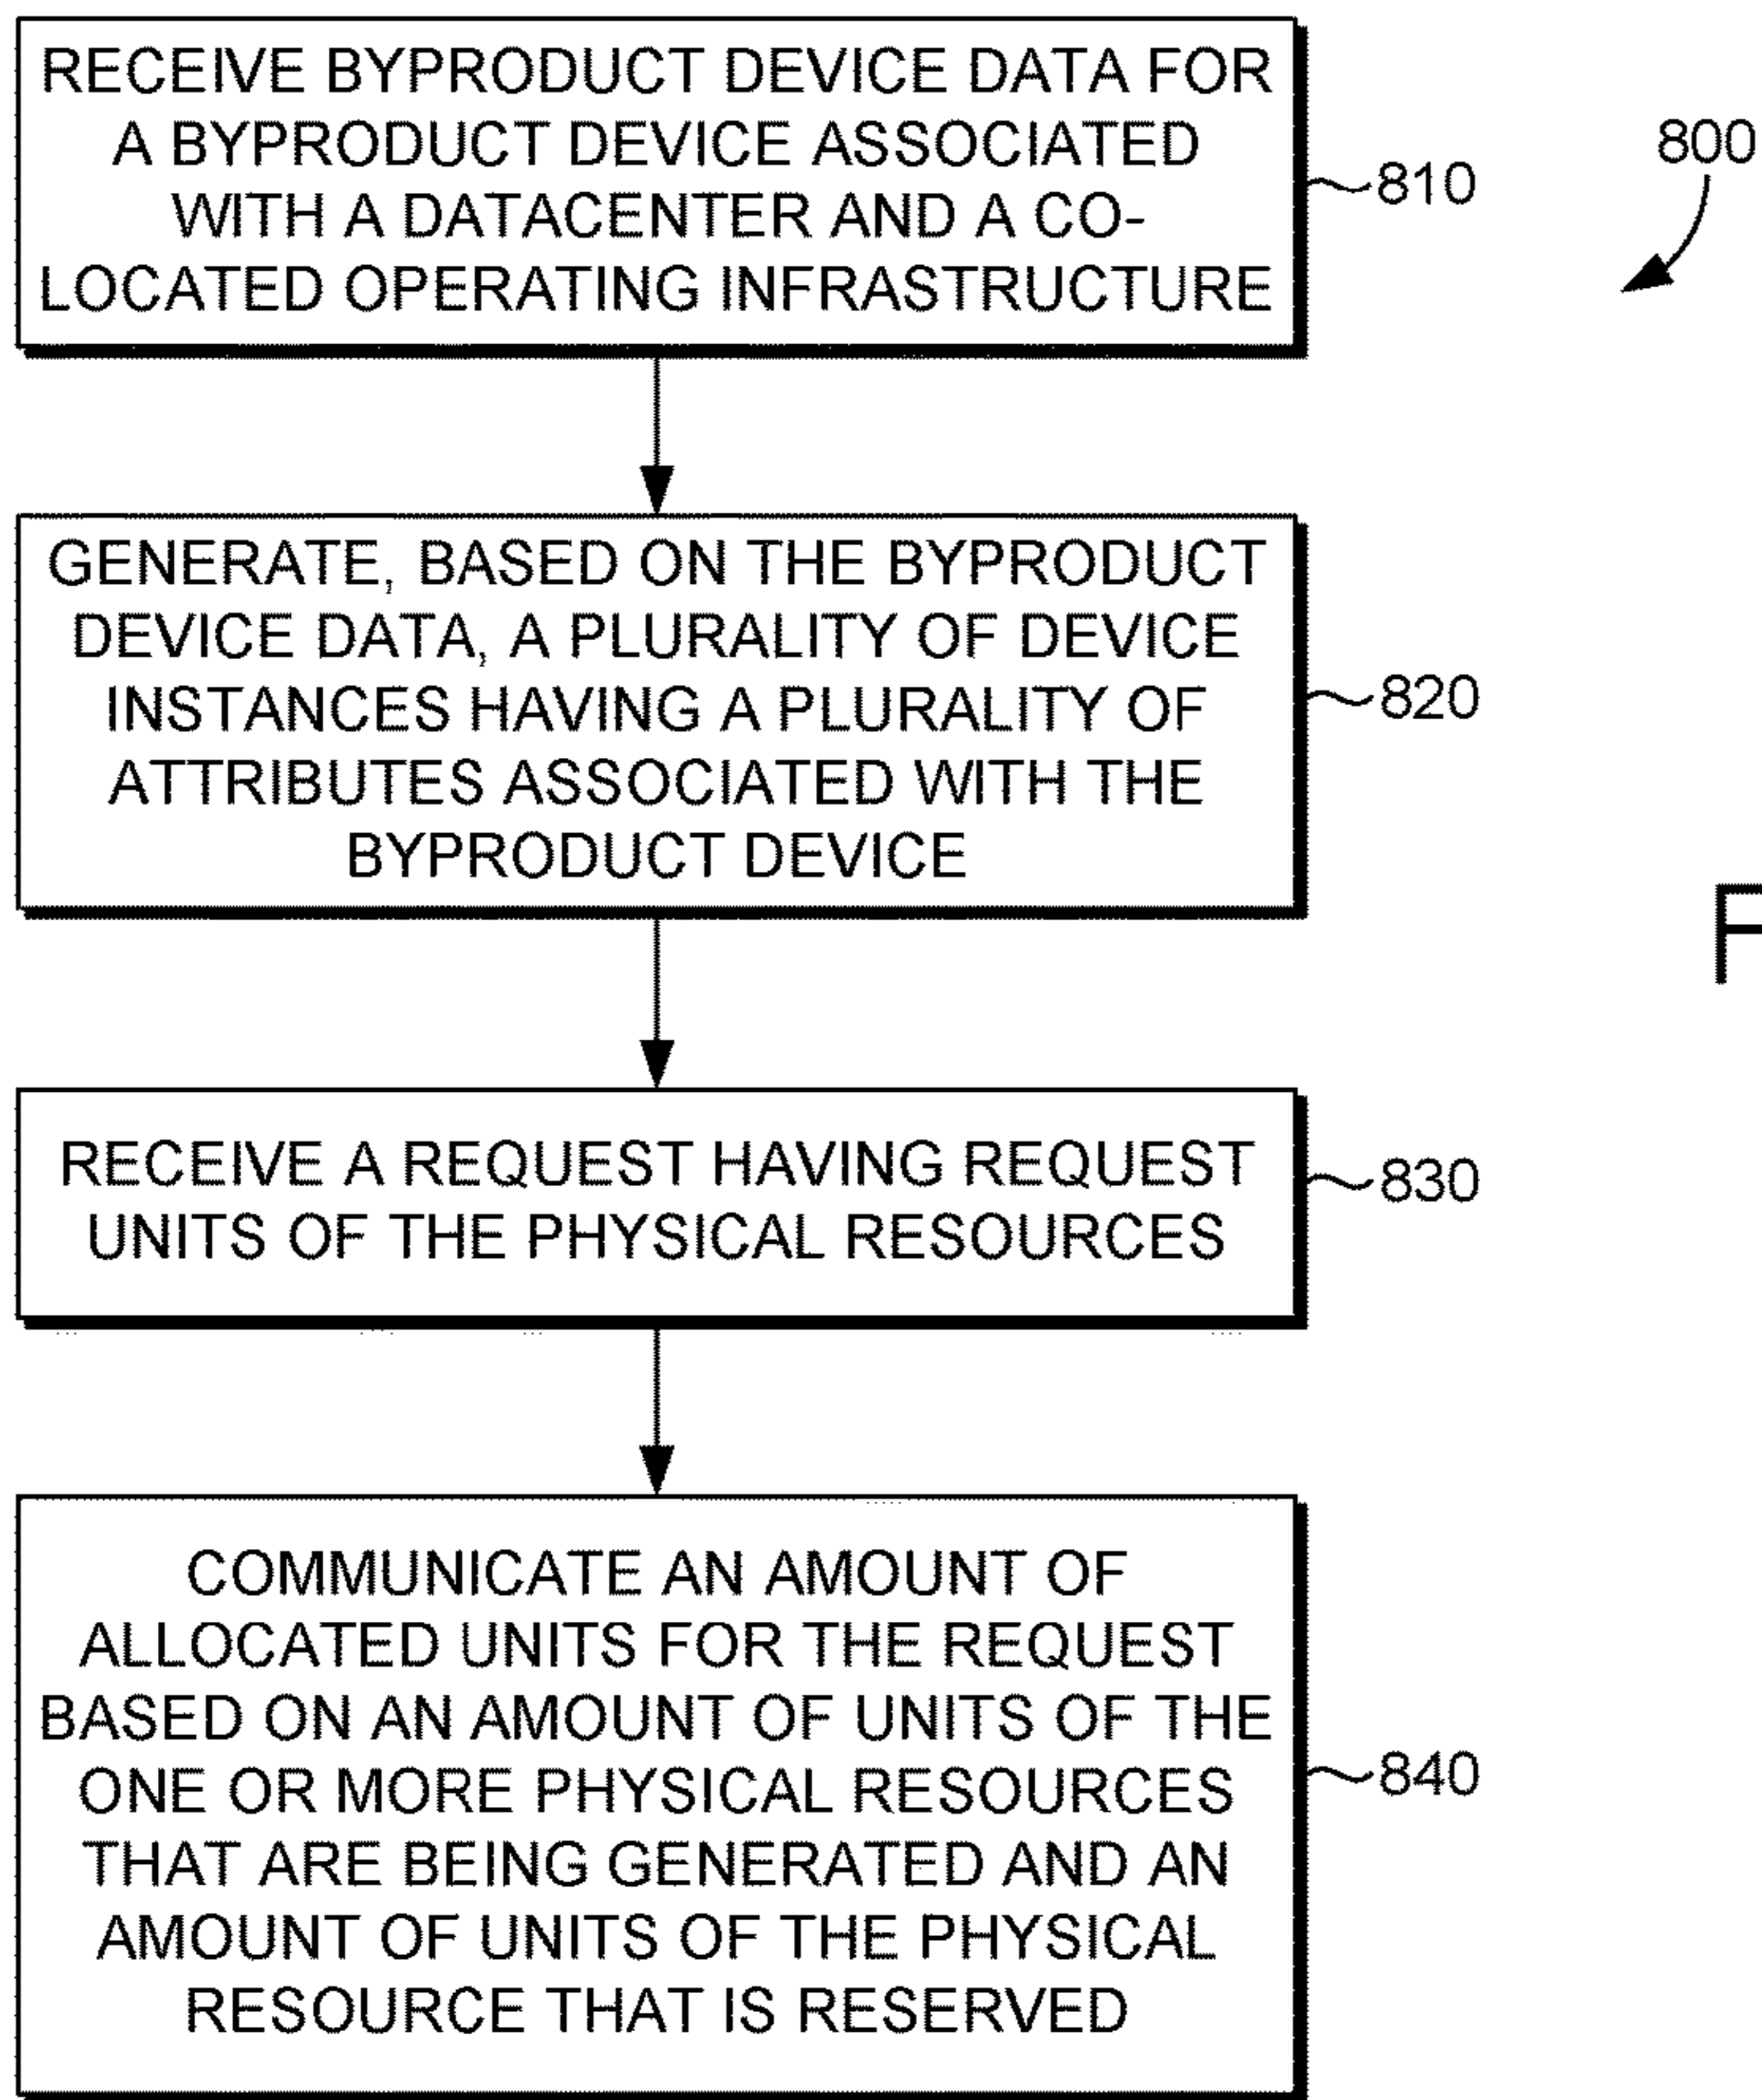 RECEIVE BYPRODUCT DEVICE DATA FOR
A BYPRODUCT DEVICE ASSOCIATED
WITH A DATACENTER AND A CO-
LOCATED OPERATING INFRASTRUCTURE
810
800
GENERATE, BASED ON THE BYPRODUCT
DEVICE DATA, A PLURALITY OF DEVICE
INSTANCES HAVING A PLURALITY OF
ATTRIBUTES ASSOCIATED WITH THE
BYPRODUCT DEVICE
820
F
RECEIVE A REQUEST HAVING REQUEST
UNITS OF THE PHYSICAL RESOURCES
830
COMMUNICATE AN AMOUNT OF
ALLOCATED UNITS FOR THE REQUEST
BASED ON AN AMOUNT OF UNITS OF THE
ONE OR MORE PHYSICAL RESOURCES
THAT ARE BEING GENERATED AND AN
AMOUNT OF UNITS OF THE PHYSICAL
RESOURCE THAT IS RESERVED
840